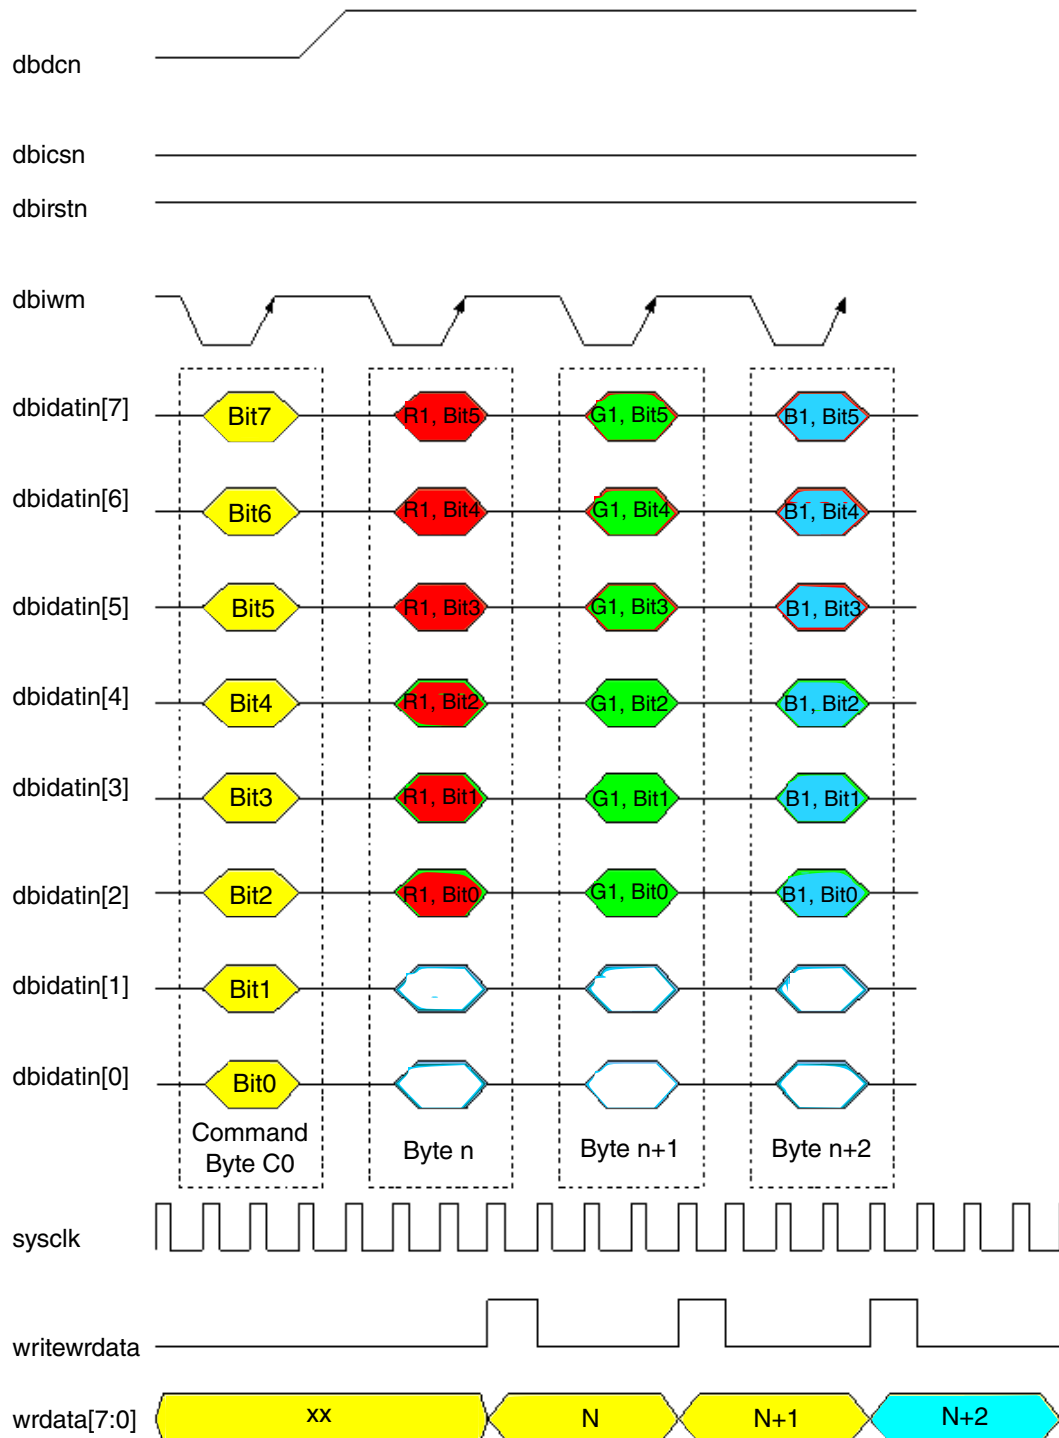 dbdcn
dbicsn
dbirstn
dbiwm
dbidatin[7] Bit7 R1, Bit5 G1, Bit5 B1, Bit5
dbidatin[6] Bit6 R1, Bit4 G1, Bit4 B1, Bit4
dbidatin[5] Bit5 R1, Bit3 G1, Bit3 B1, Bit3
dbidatin[4] Bit4 R1, Bit2 G1, Bit2 B1, Bit2
dbidatin[3] Bit3 R1, Bit1 G1, Bit1 B1, Bit1
dbidatin[2] Bit2 R1, Bit0 G1, Bit0 B1, Bit0
dbidatin[1] Bit1
dbidatin[0] Bit0
Command
Byte C0
Byte n
Byte n+1
Byte n+2
sysclk
writewrdata
wrdata[7:0] xx N N+1 N+2